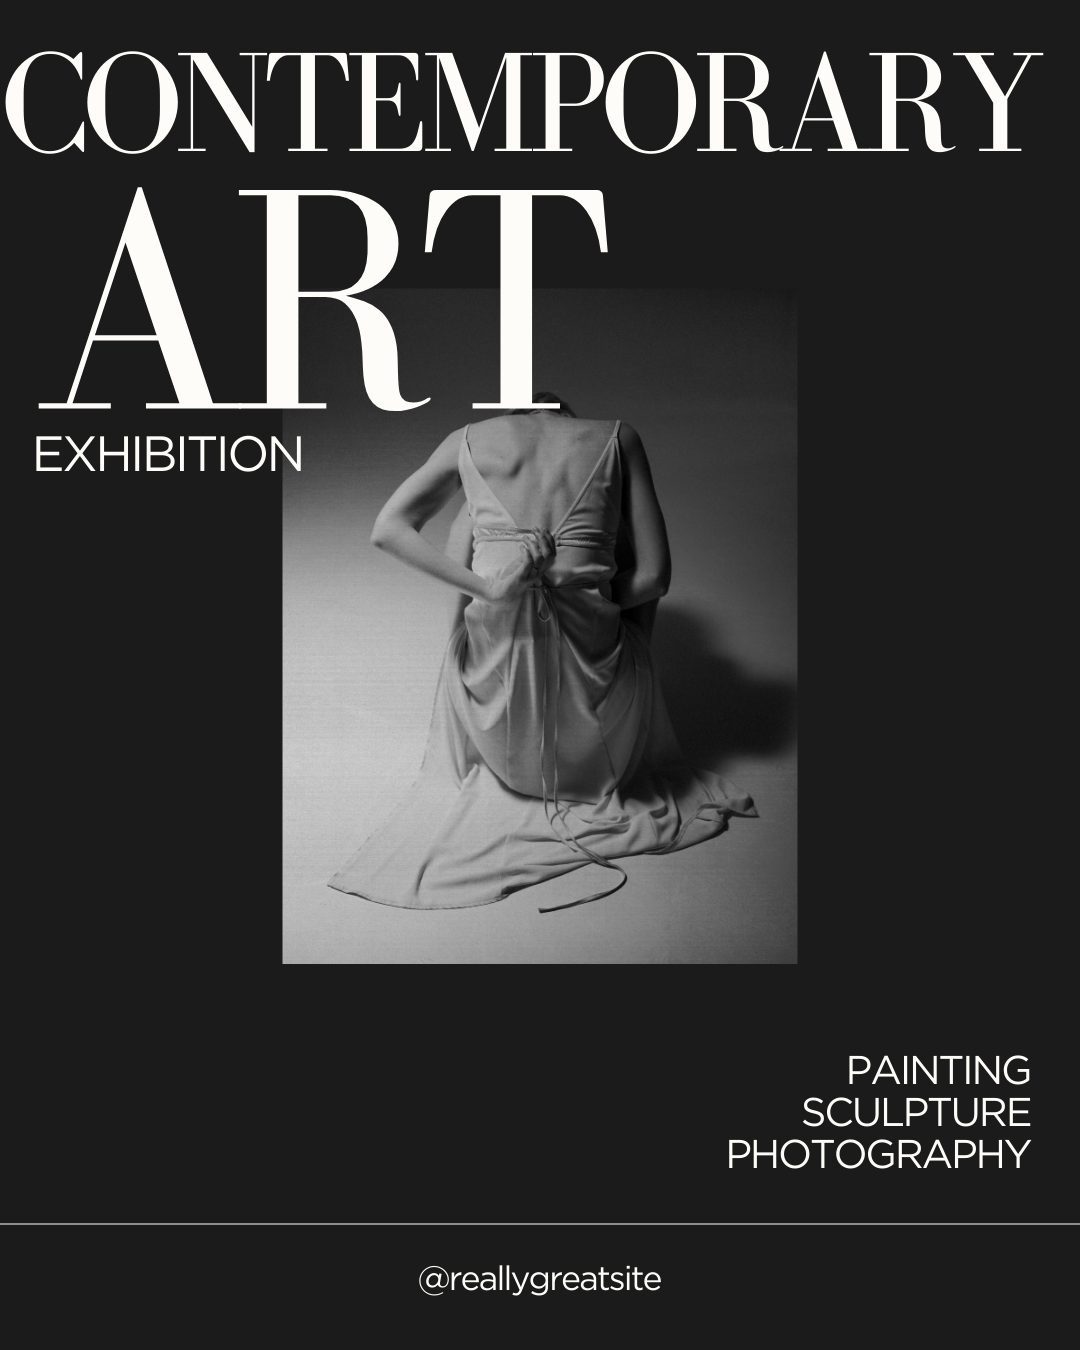 CONTEMPORARY
ART
EXHIBITION
PAINTING
SCULPTURE
PHOTOGRAPHY
@reallygreatsite